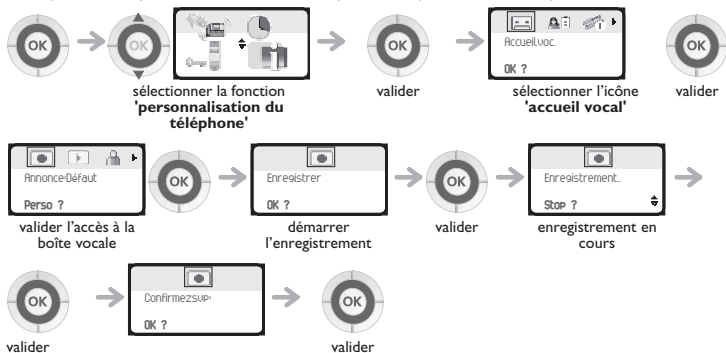 OK
OK
Accueil voc.
OK ?
OK
OK
sélectionner la fonction
'personnalisation du
téléphone'
valider
sélectionner l'icône
'accueil vocal'
valider
Annonce-Défaut
Perso ?
OK
Enregistrer
OK ?
OK
Enregistrement..
Stop ?
valider l'accès à la
boîte vocale
démarrer
l'enregistrement
valider
enregistrement en
cours
OK
Confirmezsvp:
OK ?
OK
valider
valider